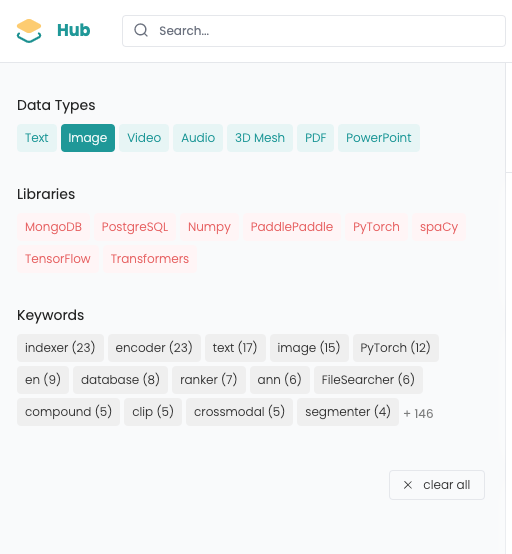 Hub
Search...
Data Types
Text Image Video Audio 3D Mesh PDF PowerPoint
Libraries
MongoDB PostgreSQL Numpy PaddlePaddle PyTorch spaCy
TensorFlow Transformers
Keywords
indexer (23) encoder (23) text (17) image (15) PyTorch (12)
en (9) database (8) ranker (7) ann (6) FileSearcher (6)
compound (5) clip (5) crossmodal (5) segmenter (4) + 146
clear all